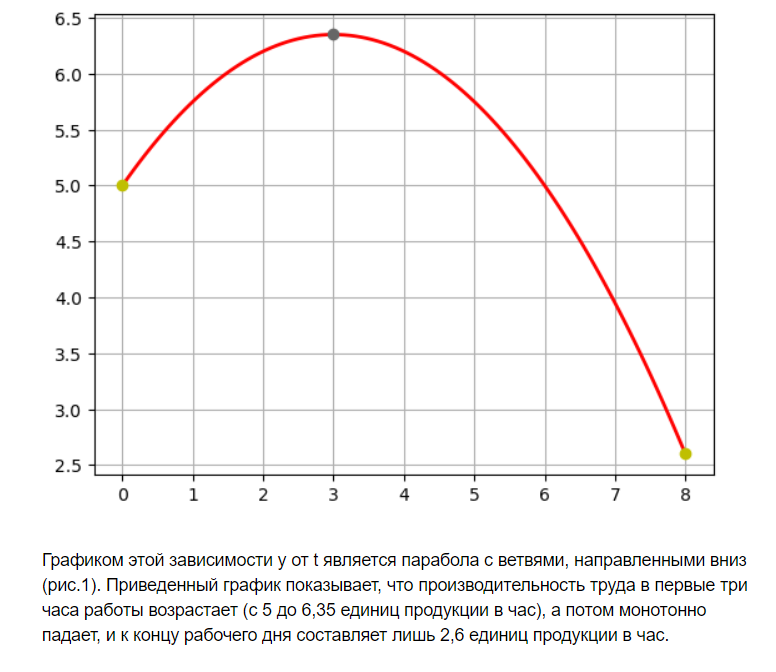 6.5
6.0
5.5
5.0
4.5
4.0
3.5
3.0
2.5
0 1 2 3 4 5 6 7 8
Графиком этой зависимости y от t является парабола с ветвями, направленными вниз
(рис.1). Приведенный график показывает, что производительность труда в первые три
часа работы возрастает (с 5 до 6,35 единиц продукции в час), а потом монотонно
падает, и к концу рабочего дня составляет лишь 2,6 единиц продукции в час.